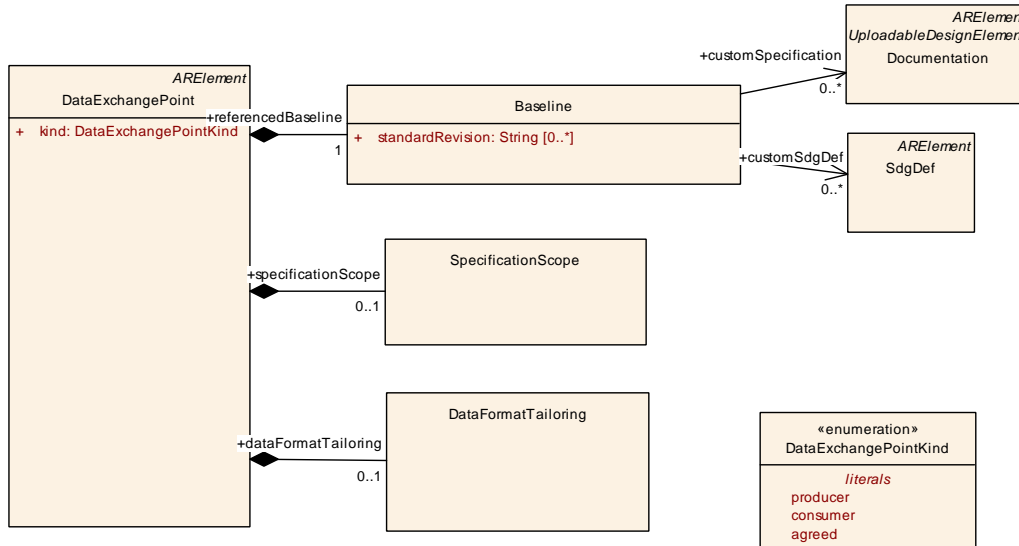 ARElement
DataExchangePoint
+ kind: DataExchangePointKind
+referencedBaseline
1
Baseline
+ standardRevision: String [0..*]
+customSpecification
0..*
ARElement
UploadableDesignElemen
Documentation
+customSdgDef
0..*
ARElement
SdgDef
+specificationScope
0..1
SpecificationScope
+dataFormatTailoring
0..1
DataFormatTailoring
«enumeration»
DataExchangePointKind
literals
producer
consumer
agreed